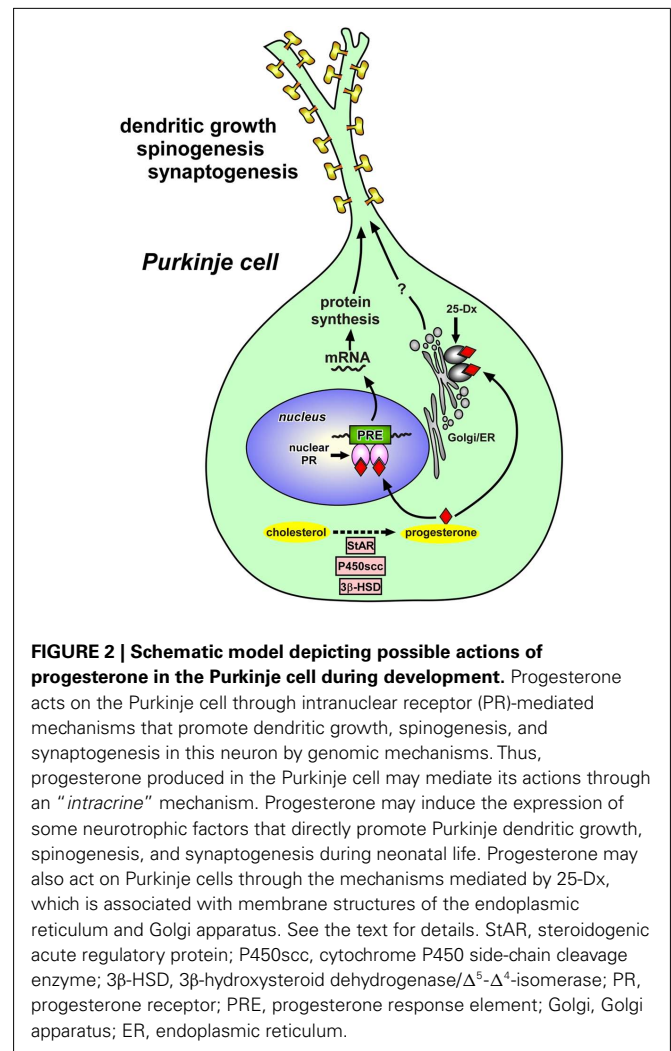 dendritic growth
spinogenesis
synaptogenesis
Purkinje cell
?
25-Dx
protein
synthesis
mRNA
nucleus
PRE
nuclear
PR
Golgi/ER
cholesterol
progesterone
StAR
P450scc
3β-HSD
FIGURE 2 | Schematic model depicting possible actions of
progesterone in the Purkinje cell during development. Progesterone
acts on the Purkinje cell through intranuclear receptor (PR)-mediated
mechanisms that promote dendritic growth, spinogenesis, and
synaptogenesis in this neuron by genomic mechanisms. Thus,
progesterone produced in the Purkinje cell may mediate its actions through
an "intracrine" mechanism. Progesterone may induce the expression of
some neurotrophic factors that directly promote Purkinje dendritic growth,
spinogenesis, and synaptogenesis during neonatal life. Progesterone may
also act on Purkinje cells through the mechanisms mediated by 25-Dx,
which is associated with membrane structures of the endoplasmic
reticulum and Golgi apparatus. See the text for details. StAR, steroidogenic
acute regulatory protein; P450scc, cytochrome P450 side-chain cleavage
enzyme; 3β-HSD, 3β-hydroxysteroid dehydrogenase/Δ⁵-Δ⁴-isomerase; PR,
progesterone receptor; PRE, progesterone response element; Golgi, Golgi
apparatus; ER, endoplasmic reticulum.